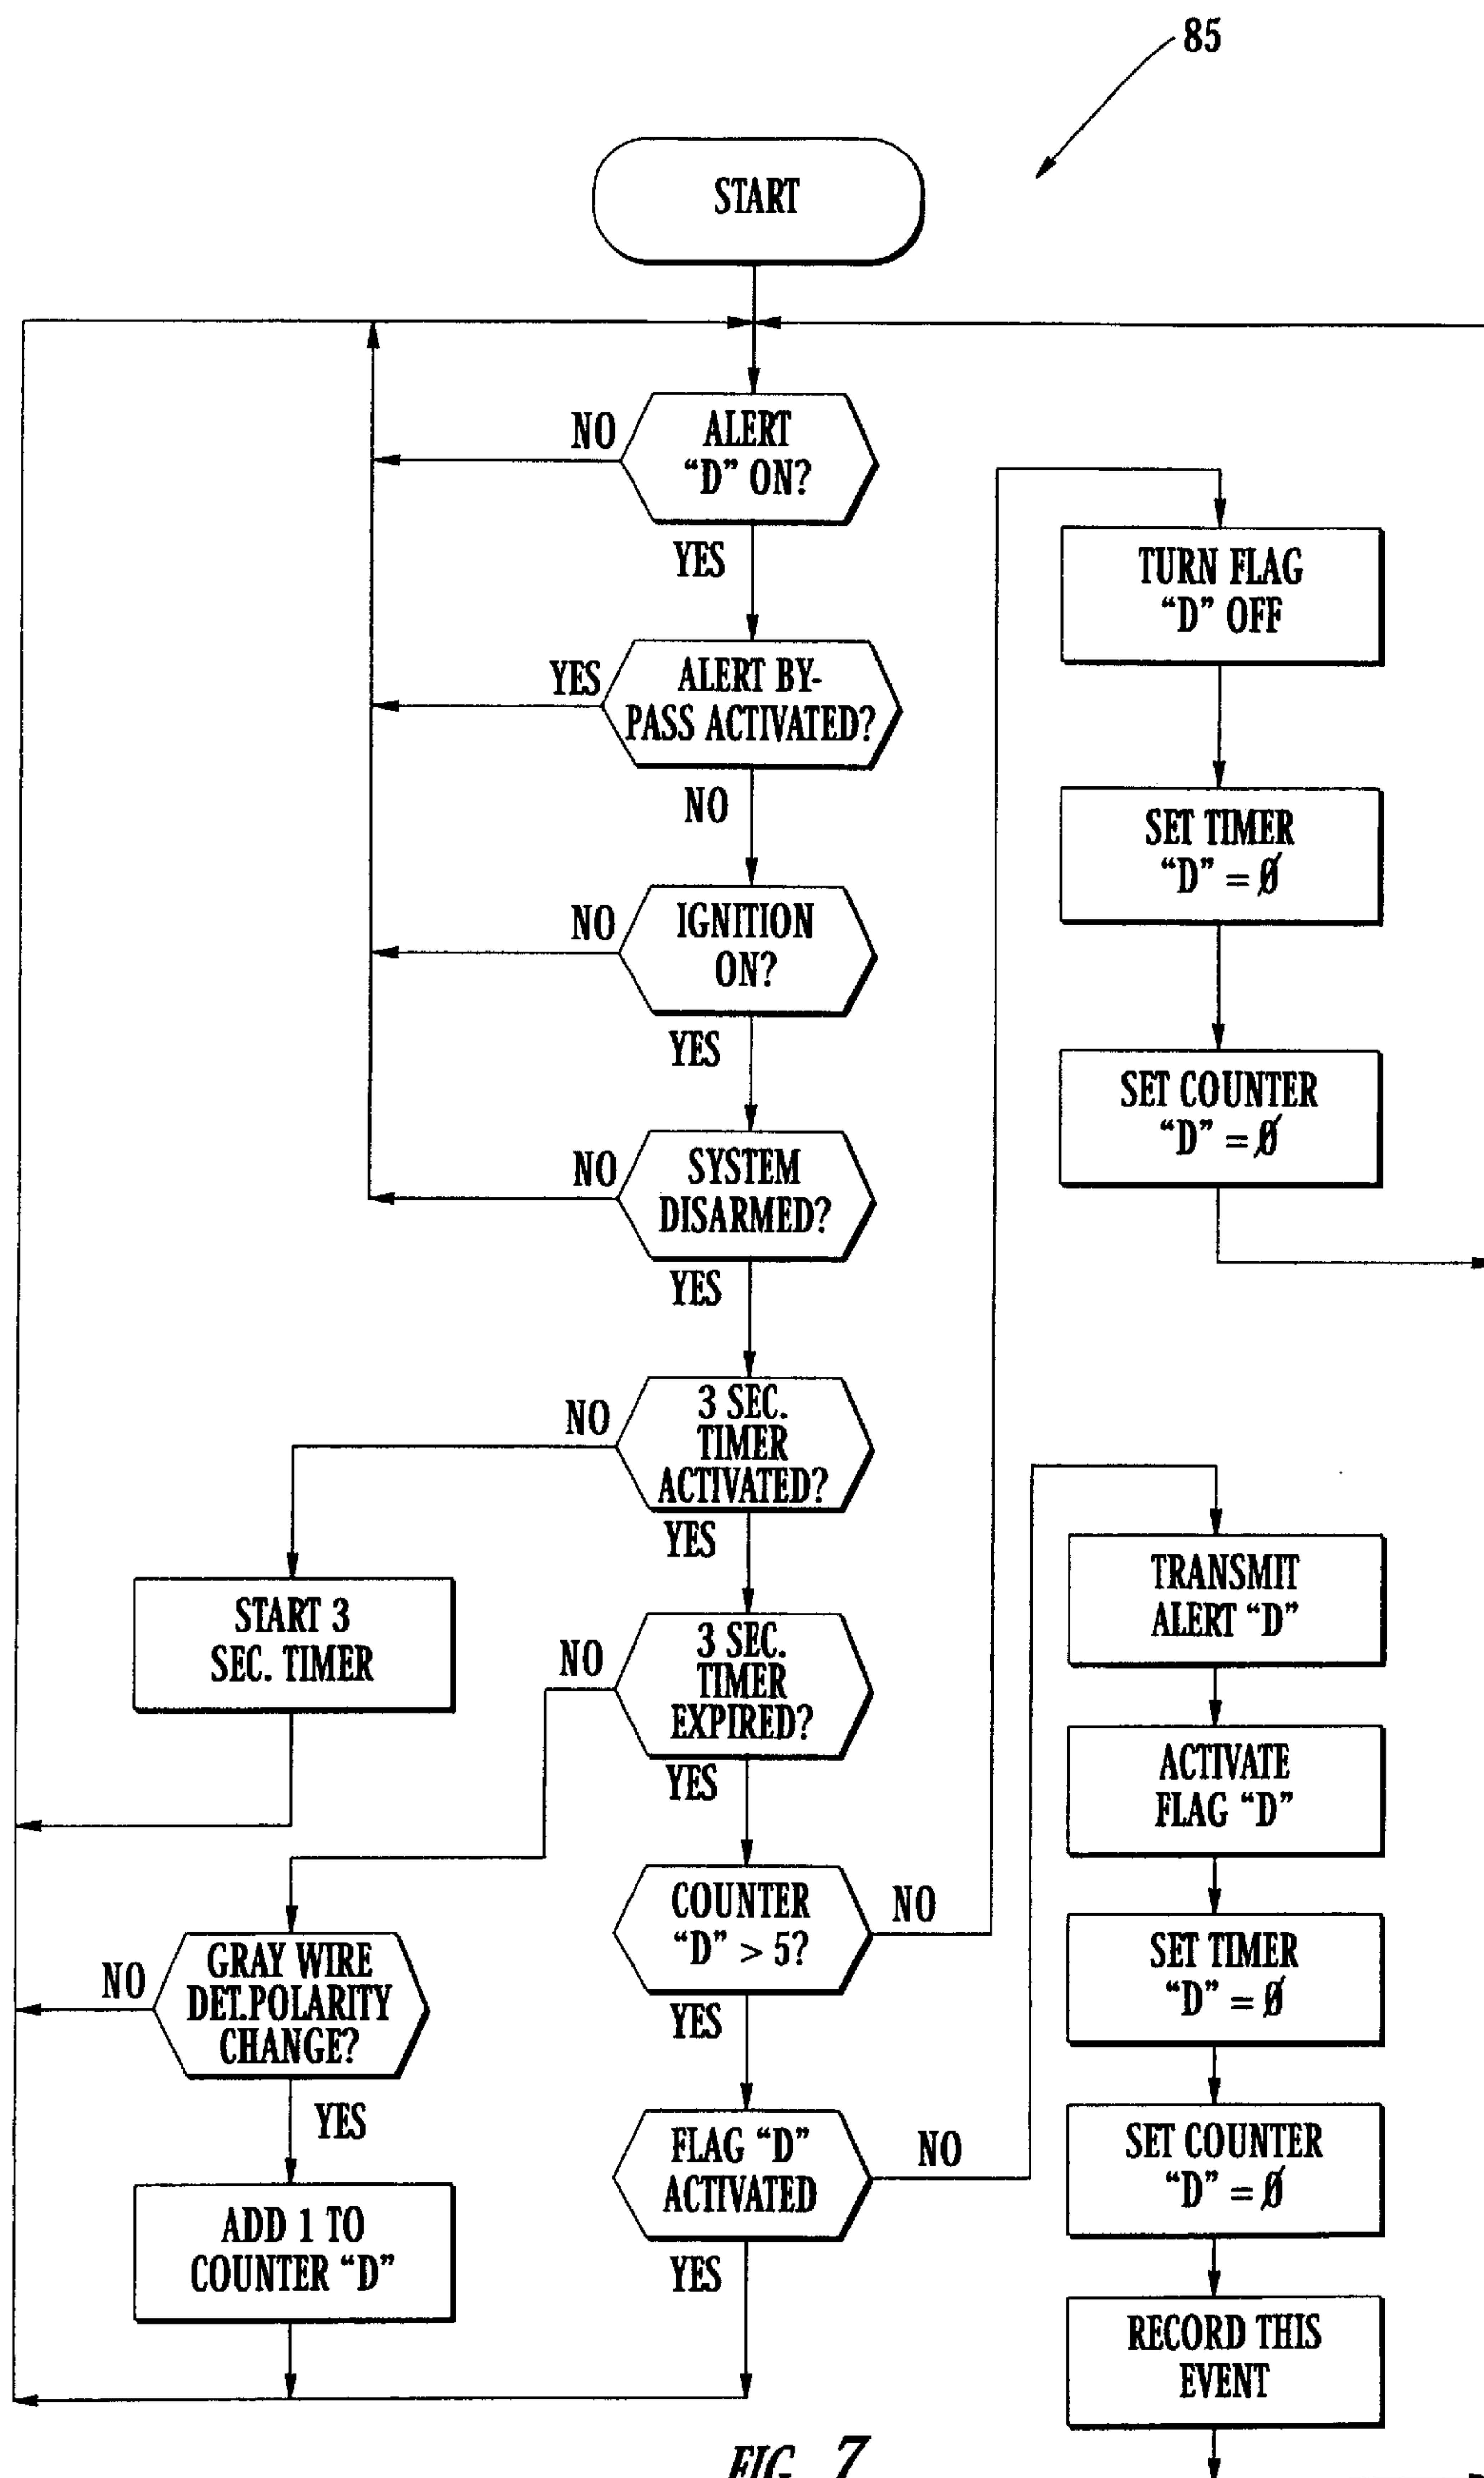 85
START
NO
ALERT
“D” ON?
YES
YES
ALERT BY-
PASS ACTIVATED?
NO
NO
IGNITION
ON?
YES
NO
SYSTEM
DISARMED?
YES
NO
3 SEC.
TIMER
ACTIVATED?
YES
START 3
SEC. TIMER
NO
3 SEC.
TIMER
EXPIRED?
YES
NO
GRAY WIRE
DET.POLARITY
CHANGE?
YES
ADD 1 TO
COUNTER “D”
COUNTER
“D” > 5?
NO
YES
FLAG “D”
ACTIVATED
NO
YES
TURN FLAG
“D” OFF
SET TIMER
“D” = Ø
SET COUNTER
“D” = Ø
TRANSMIT
ALERT “D”
ACTIVATE
FLAG “D”
SET TIMER
“D” = Ø
SET COUNTER
“D” = Ø
RECORD THIS
EVENT
FIG. 7